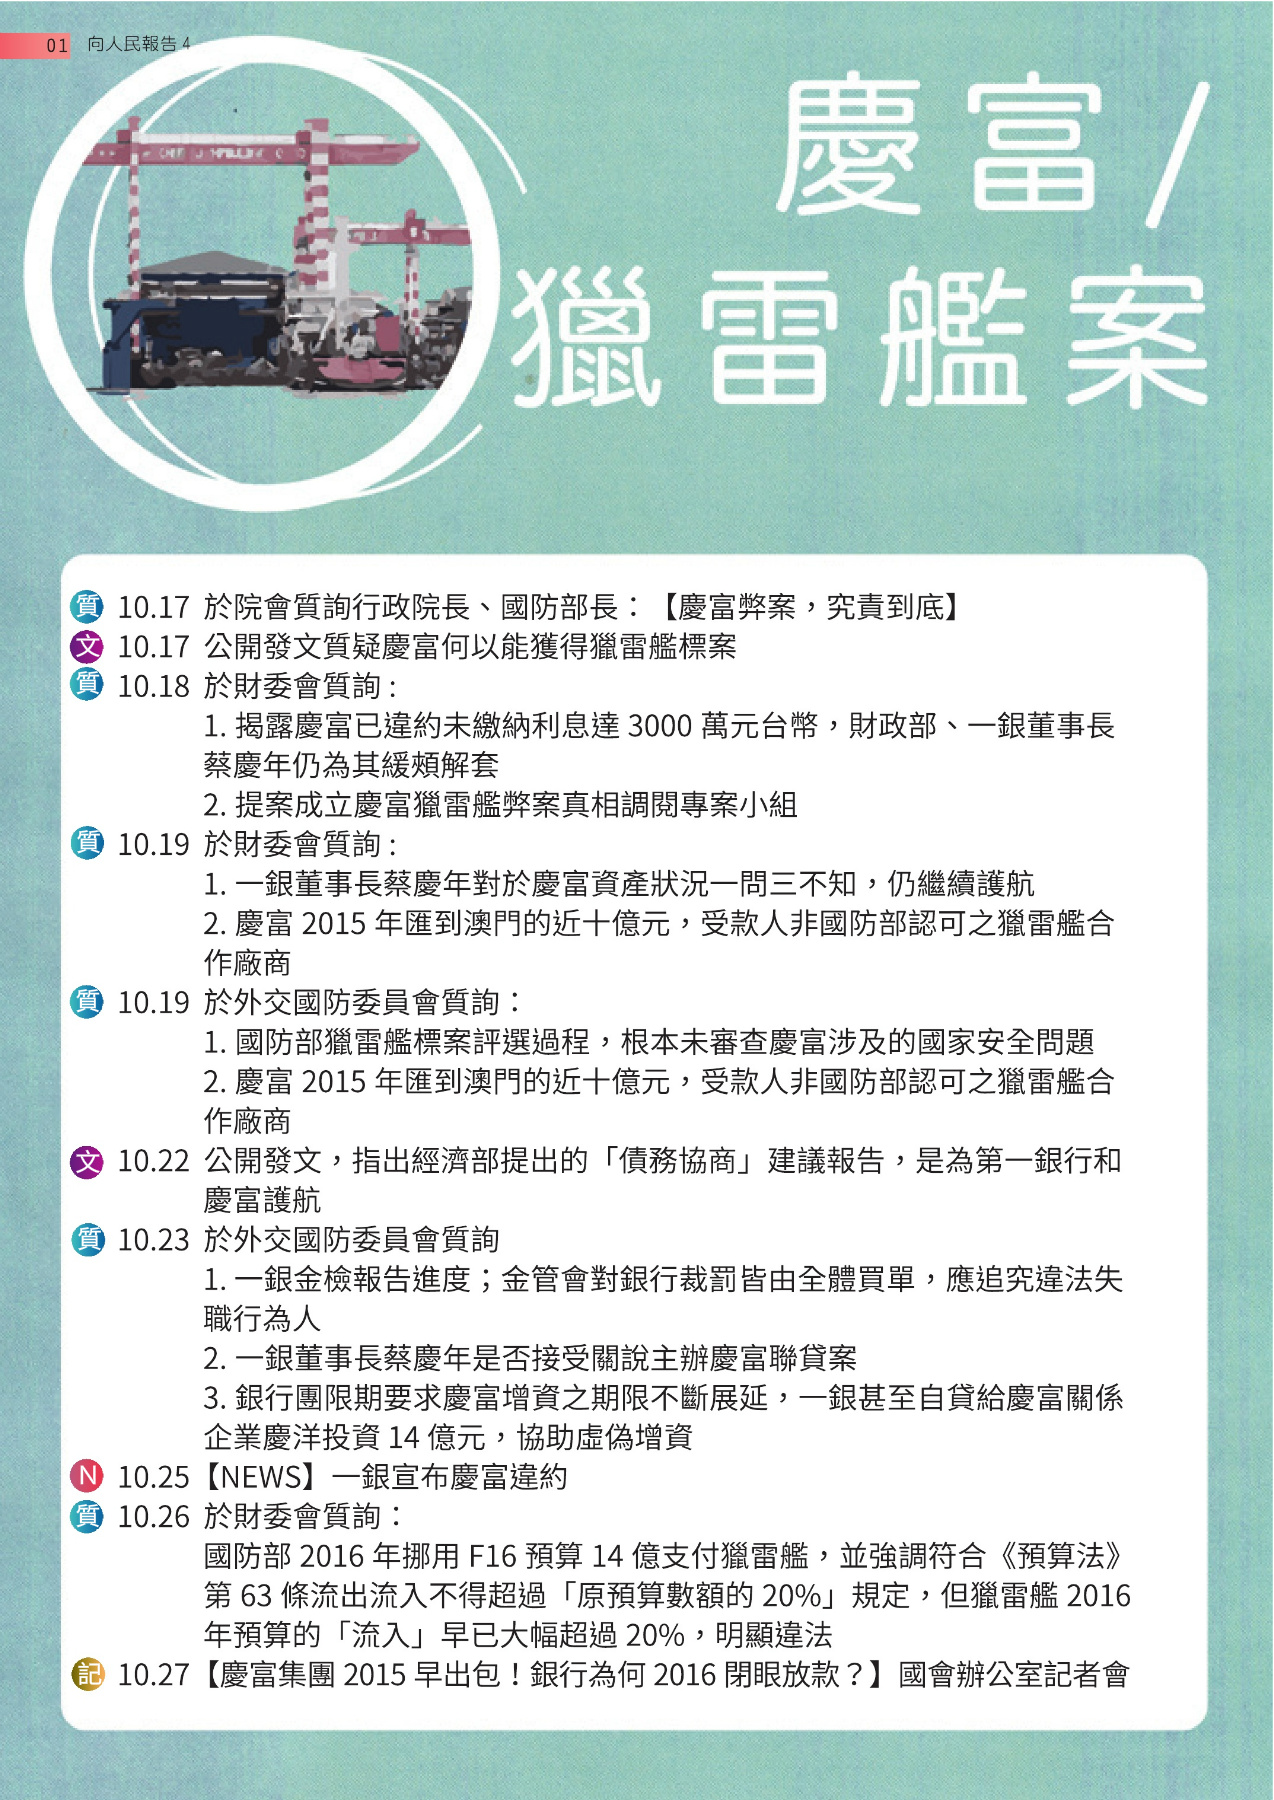 01 向人民報告 4
慶富/
獵雷艦案
質 10.17 於院會質詢行政院長、國防部長：【慶富弊案，究責到底】
文 10.17 公開發文質疑慶富何以能獲得獵雷艦標案
質 10.18 於財委會質詢 :
1. 揭露慶富已違約未繳納利息達 3000 萬元台幣，財政部、一銀董事長
蔡慶年仍為其緩頰解套
2. 提案成立慶富獵雷艦弊案真相調閱專案小組
質 10.19 於財委會質詢 :
1. 一銀董事長蔡慶年對於慶富資產狀況一問三不知，仍繼續護航
2. 慶富 2015 年匯到澳門的近十億元，受款人非國防部認可之獵雷艦合
作廠商
質 10.19 於外交國防委員會質詢：
1. 國防部獵雷艦標案評選過程，根本未審查慶富涉及的國家安全問題
2. 慶富 2015 年匯到澳門的近十億元，受款人非國防部認可之獵雷艦合
作廠商
文 10.22 公開發文，指出經濟部提出的「債務協商」建議報告，是為第一銀行和
慶富護航
質 10.23 於外交國防委員會質詢
1. 一銀金檢報告進度；金管會對銀行裁罰皆由全體買單，應追究違法失
職行為人
2. 一銀董事長蔡慶年是否接受關說主辦慶富聯貸案
3. 銀行團限期要求慶富增資之期限不斷展延，一銀甚至自貸給慶富關係
企業慶洋投資 14 億元，協助虛偽增資
N 10.25【NEWS】一銀宣布慶富違約
質 10.26 於財委會質詢：
國防部 2016 年挪用 F16 預算 14 億支付獵雷艦，並強調符合《預算法》
第 63 條流出流入不得超過「原預算數額的 20%」規定，但獵雷艦 2016
年預算的「流入」早已大幅超過 20%，明顯違法
記 10.27【慶富集團 2015 早出包！銀行為何 2016 閉眼放款？】國會辦公室記者會